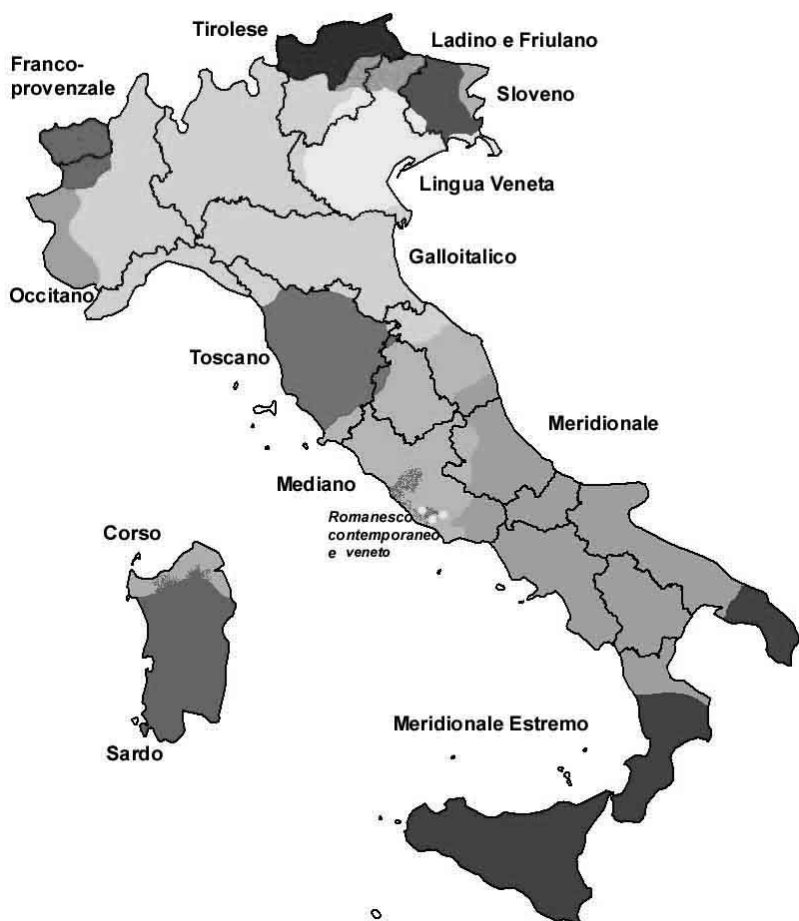 Tirolese
Ladino e Friulano
Franco-
provenzale
Sloveno
Lingua Veneta
Galloitalico
Occitano
Toscano
Meridionale
Mediano
Romanesco
contemporaneo
e veneto
Corso
Meridionale Estremo
Sardo